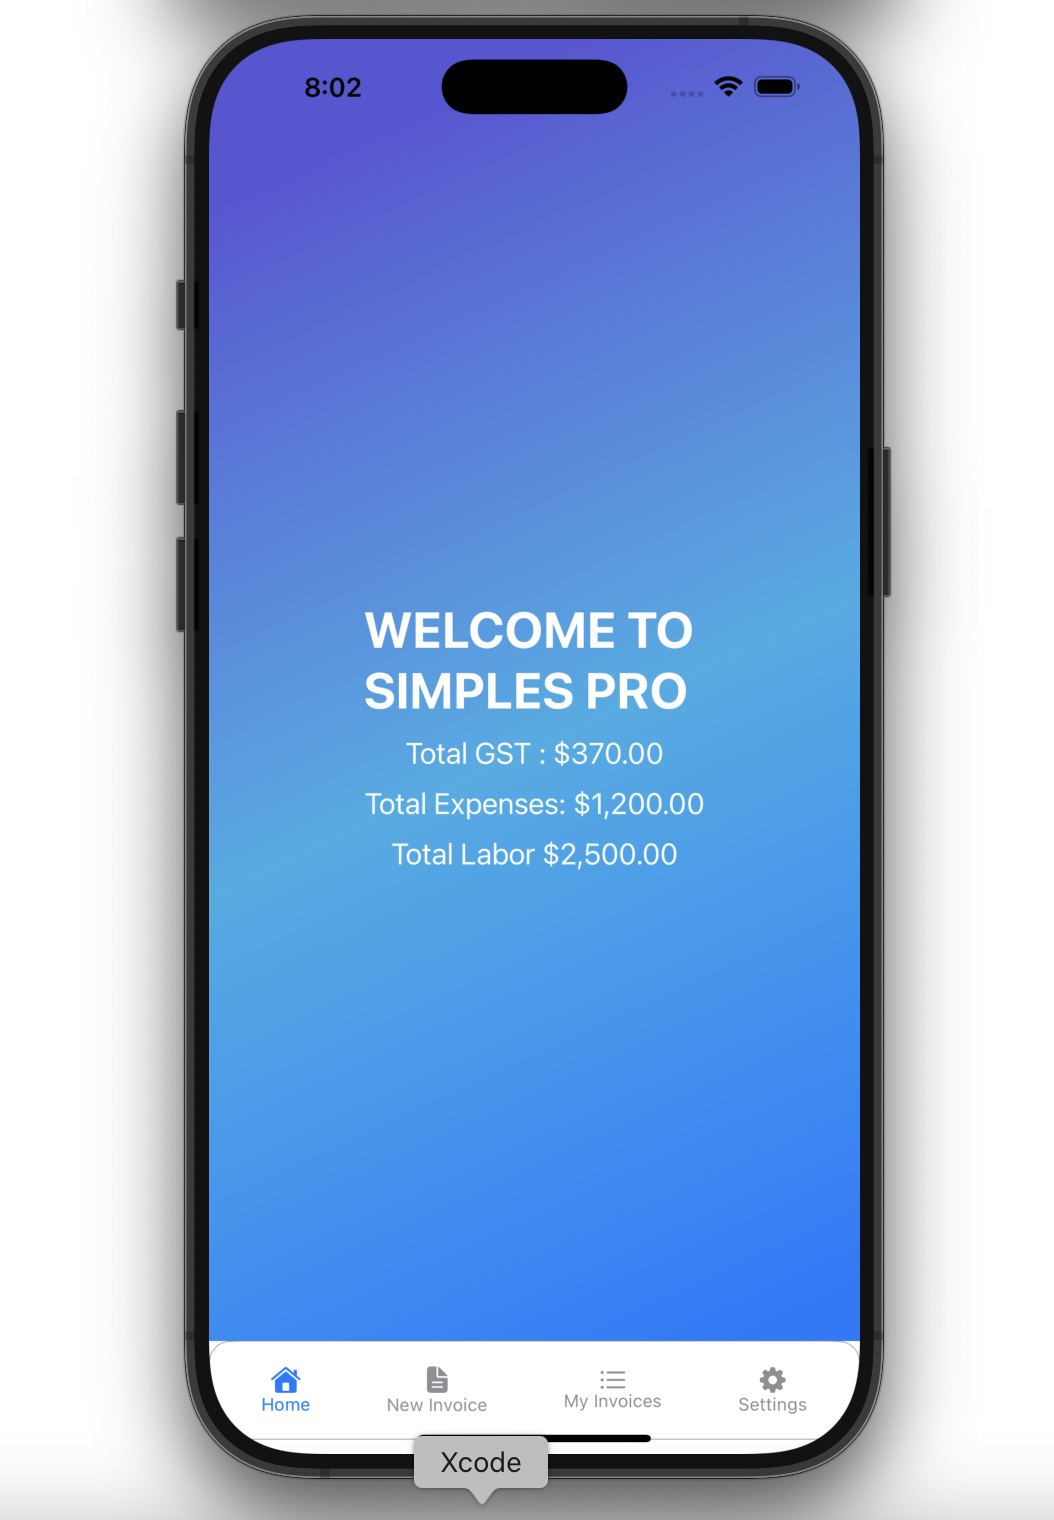 8:02
WELCOME TO
SIMPLES PRO
Total GST : $370.00
Total Expenses: $1,200.00
Total Labor $2,500.00
Home New Invoice My Invoices Settings
Xcode